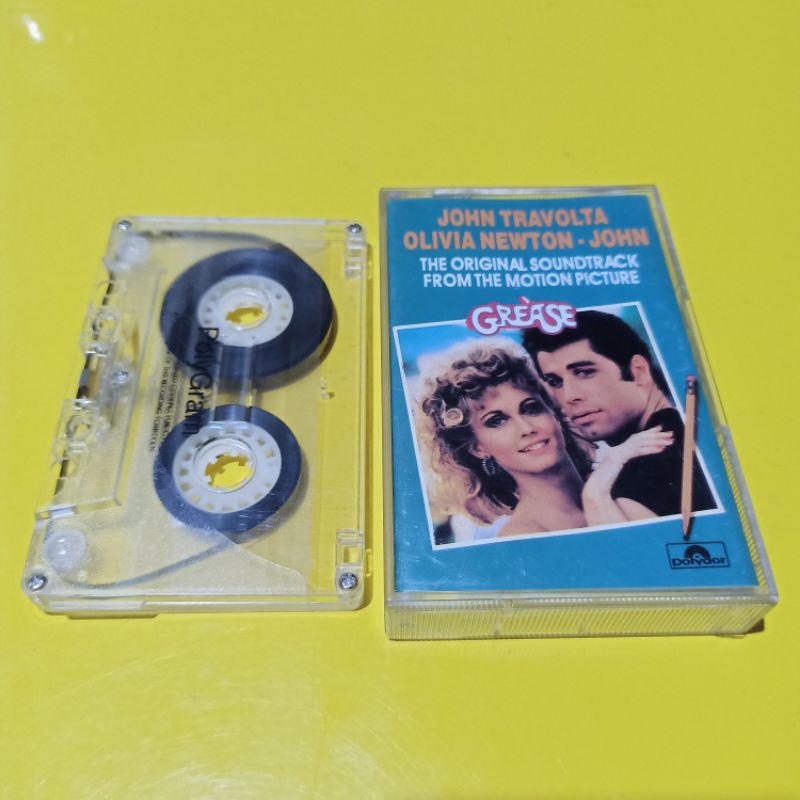 JOHN TRAVOLTA
OLIVIA NEWTON - JOHN
THE ORIGINAL SOUNDTRACK
FROM THE MOTION PICTURE
GREASE
Polydor
PolyGram